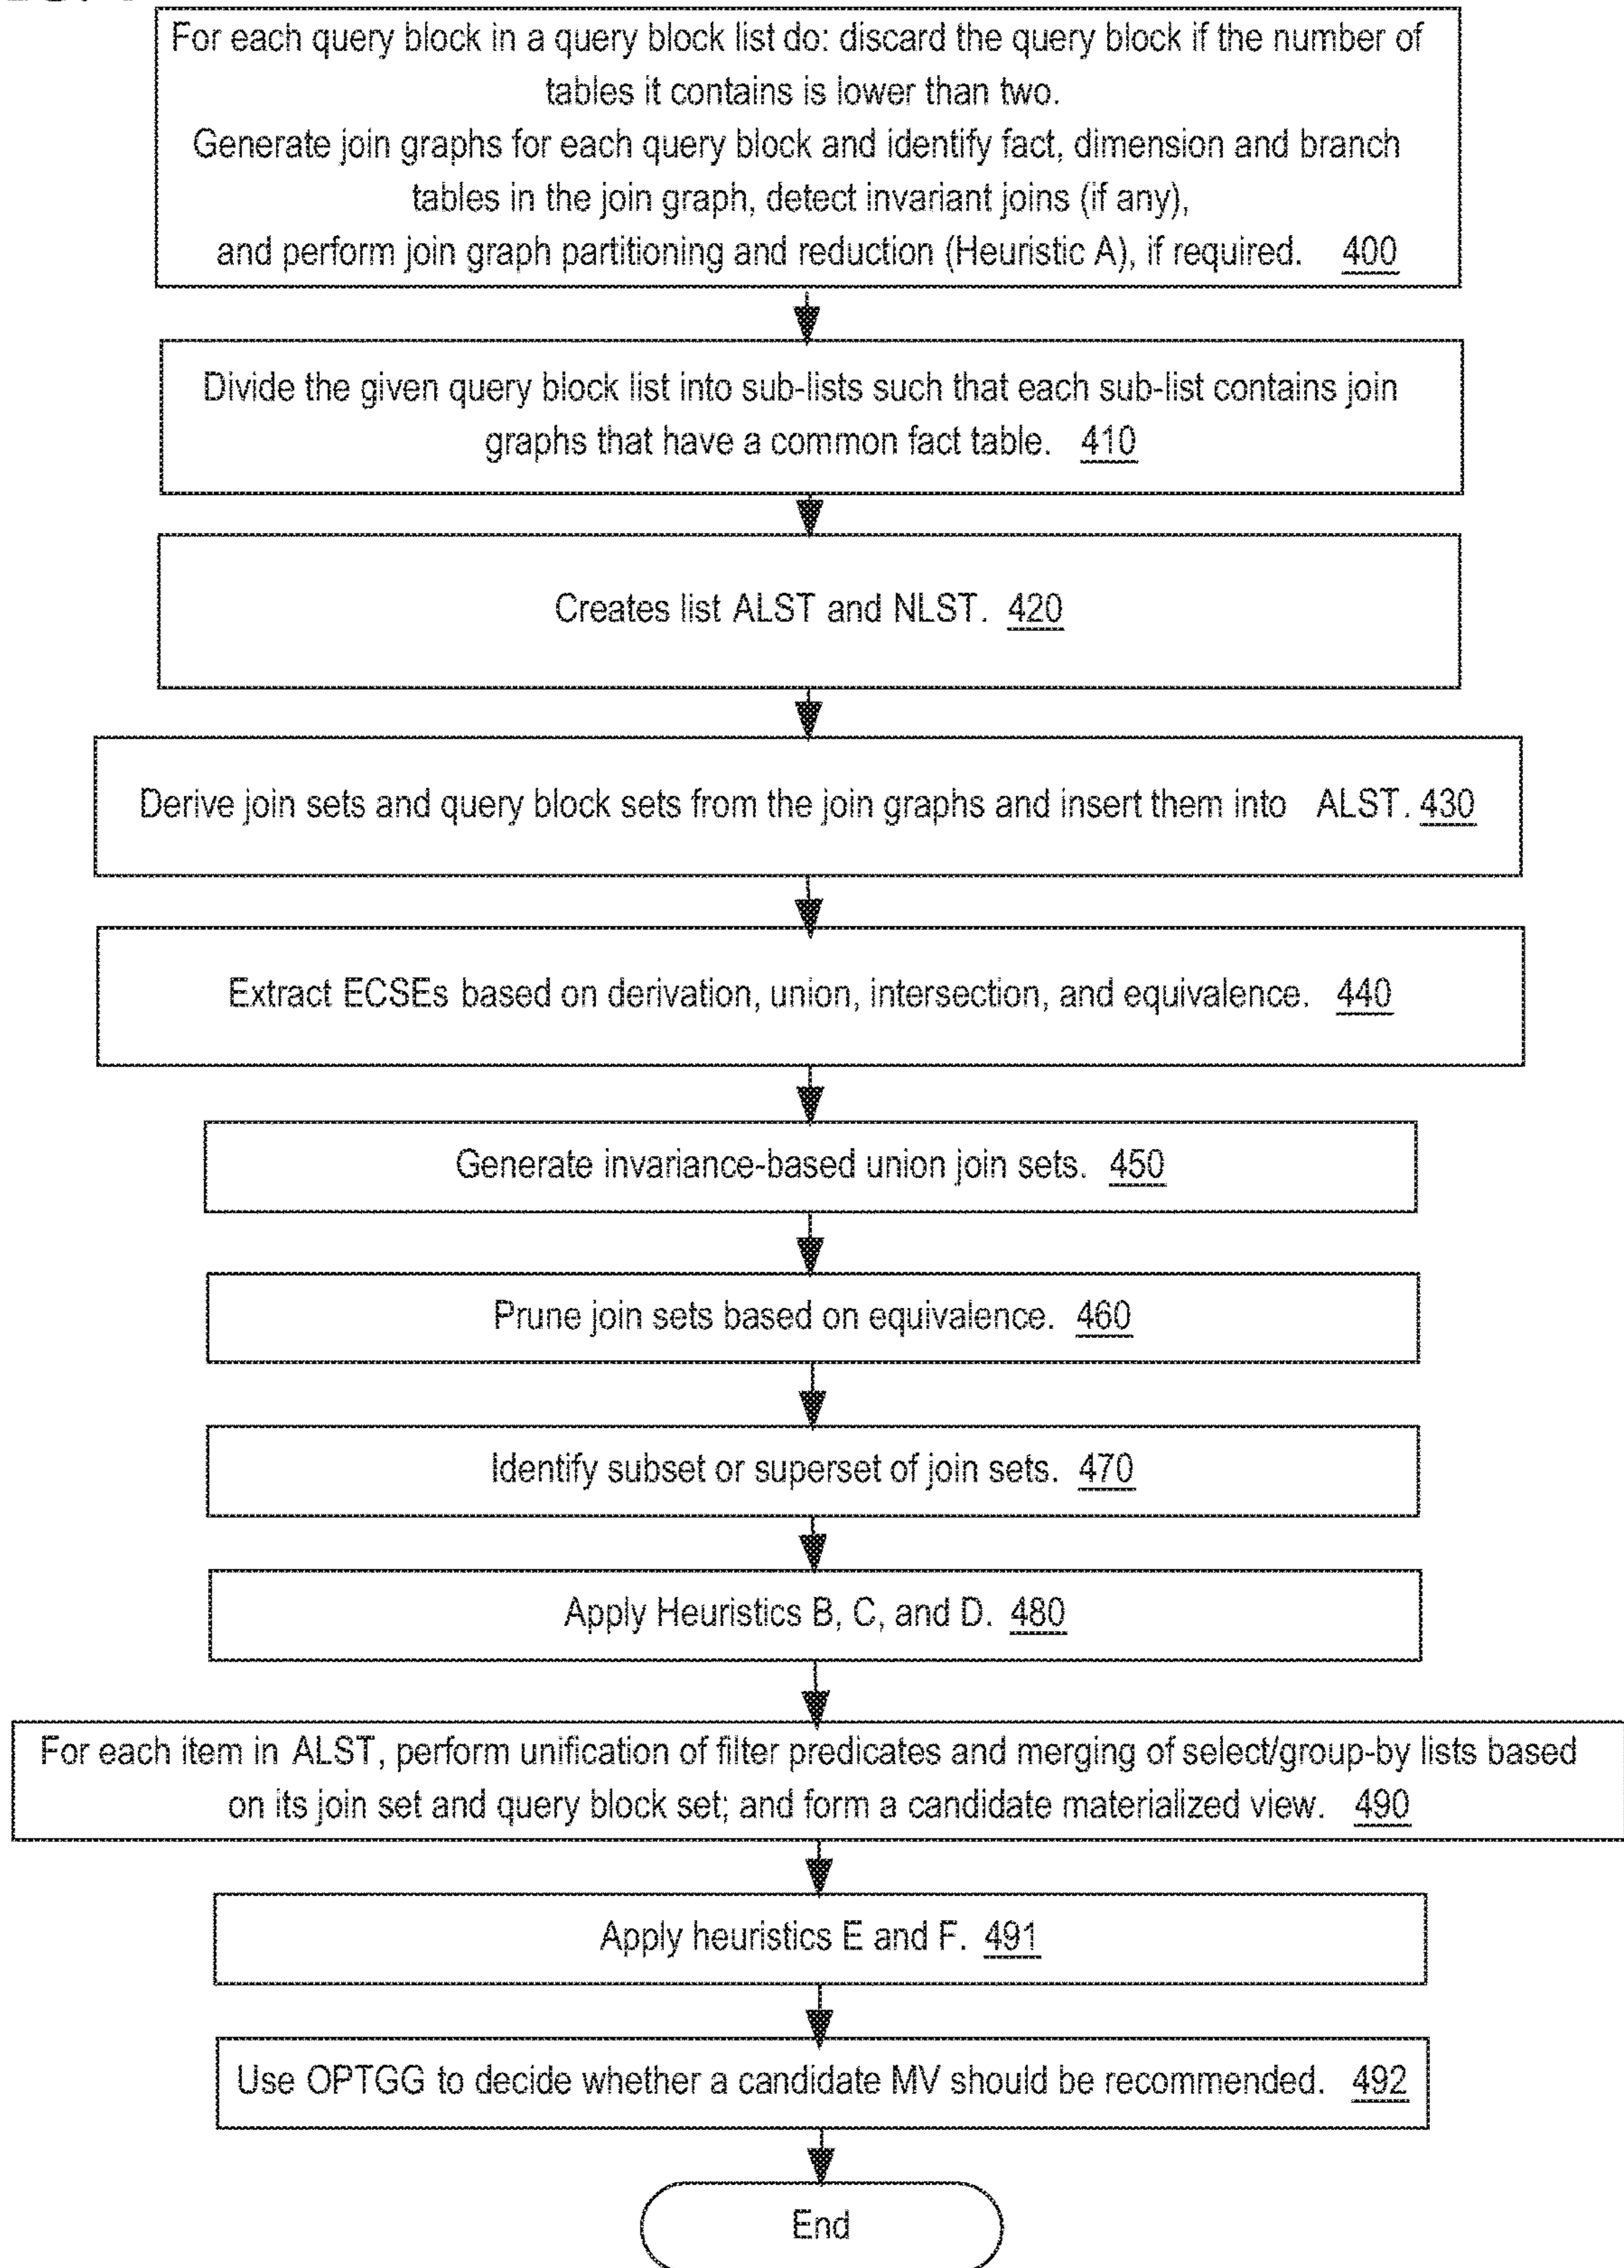 For each query block in a query block list do: discard the query block if the number of
tables it contains is lower than two.
Generate join graphs for each query block and identify fact, dimension and branch
tables in the join graph, detect invariant joins (if any),
and perform join graph partitioning and reduction (Heuristic A), if required. 400
Divide the given query block list into sub-lists such that each sub-list contains join
graphs that have a common fact table. 410
Creates list ALST and NLST. 420
Derive join sets and query block sets from the join graphs and insert them into ALST. 430
Extract ECSEs based on derivation, union, intersection, and equivalence. 440
Generate invariance-based union join sets. 450
Prune join sets based on equivalence. 460
Identify subset or superset of join sets. 470
Apply Heuristics B, C, and D. 480
For each item in ALST, perform unification of filter predicates and merging of select/group-by lists based
on its join set and query block set; and form a candidate materialized view. 490
Apply heuristics E and F. 491
Use OPTGG to decide whether a candidate MV should be recommended. 492
End